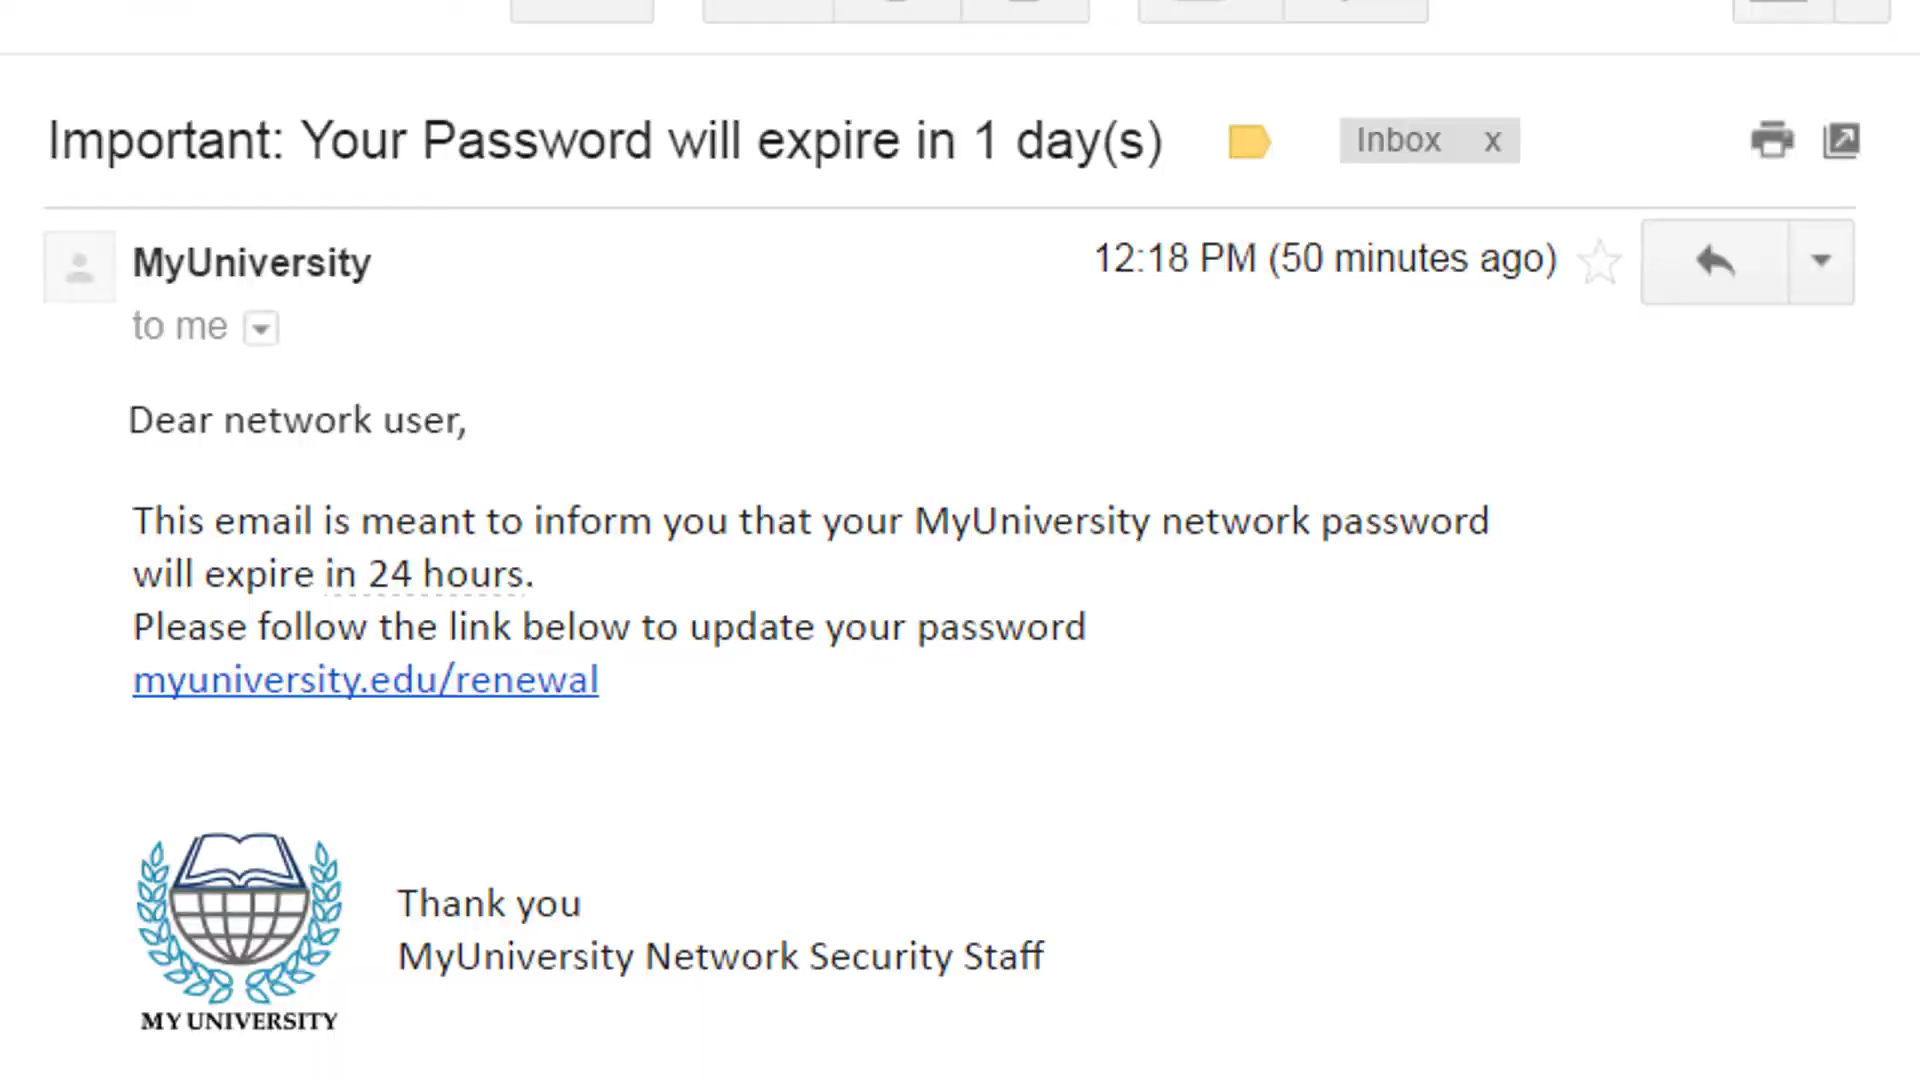 Important: Your Password will expire in 1 day(s)
Inbox x
MyUniversity
12:18 PM (50 minutes ago)
to me
Dear network user,
This email is meant to inform you that your MyUniversity network password
will expire in 24 hours.
Please follow the link below to update your password
myuniversity.edu/renewal
Thank you
MyUniversity Network Security Staff
MY UNIVERSITY